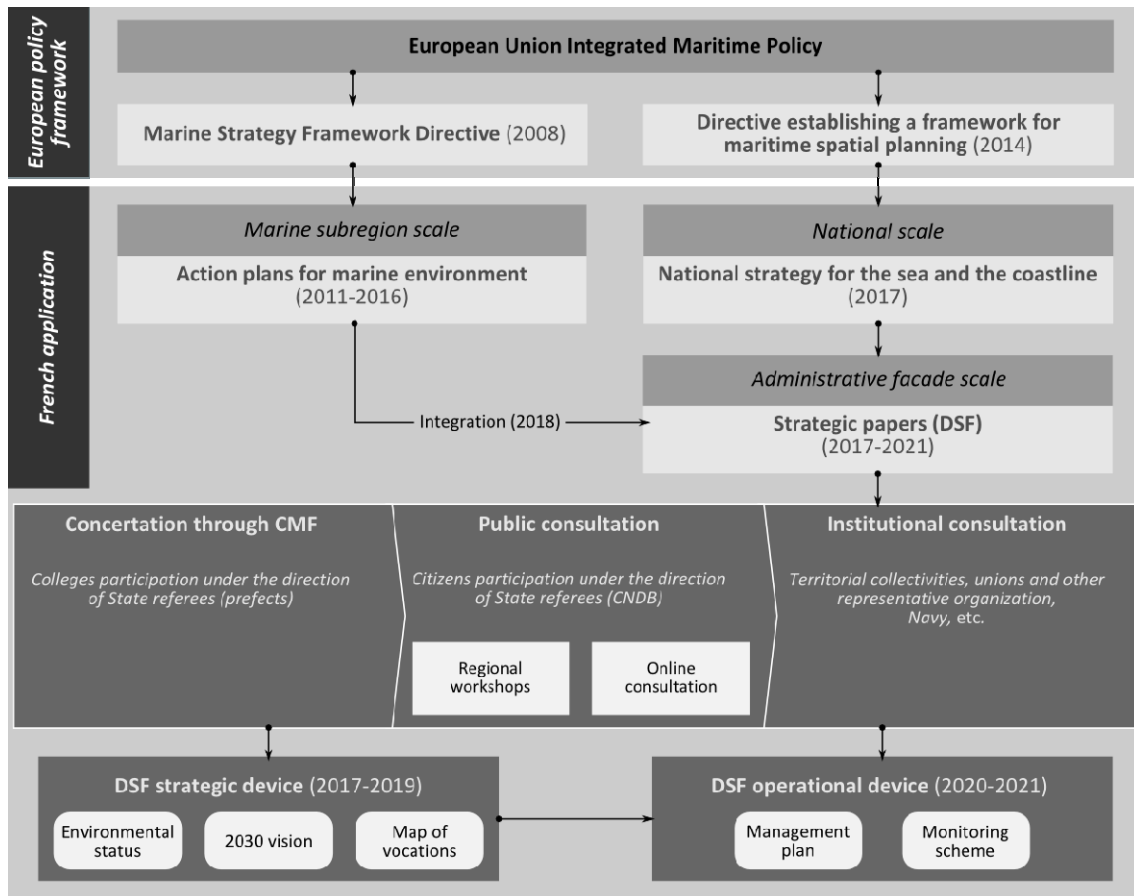 European policy
framework
European Union Integrated Maritime Policy
Marine Strategy Framework Directive (2008)
Directive establishing a framework for
maritime spatial planning (2014)
French application
Marine subregion scale
Action plans for marine environment
(2011-2016)
National scale
National strategy for the sea and the coastline
(2017)
Administrative facade scale
Strategic papers (DSF)
(2017-2021)
Integration (2018)
Concertation through CMF
Colleges participation under the direction
of State referees (prefects)
Public consultation
Citizens participation under the direction
of State referees (CNDB)
Regional
workshops
Online
consultation
Institutional consultation
Territorial collectivities, unions and other
representative organization,
Navy, etc.
DSF strategic device (2017-2019)
Environmental
status
2030 vision
Map of
vocations
DSF operational device (2020-2021)
Management
plan
Monitoring
scheme